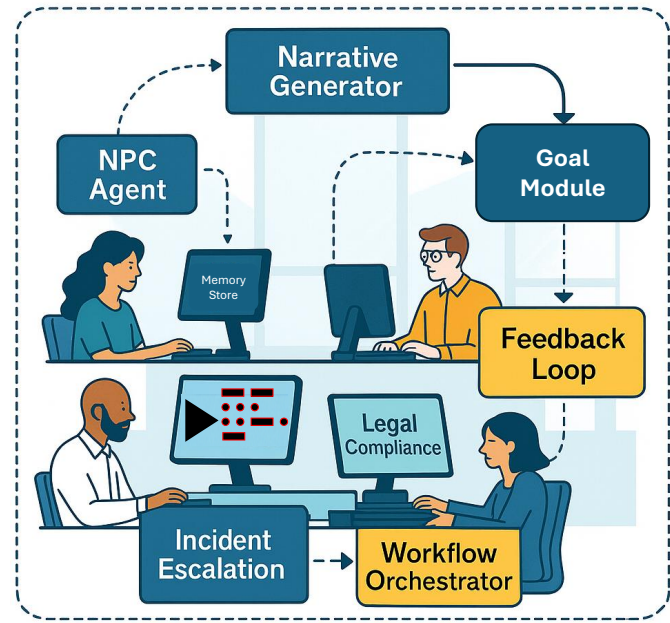 Narrative
Generator
NPC
Agent
Goal
Module
Memory
Store
Feedback
Loop
Legal
Compliance
Incident
Escalation
Workflow
Orchestrator